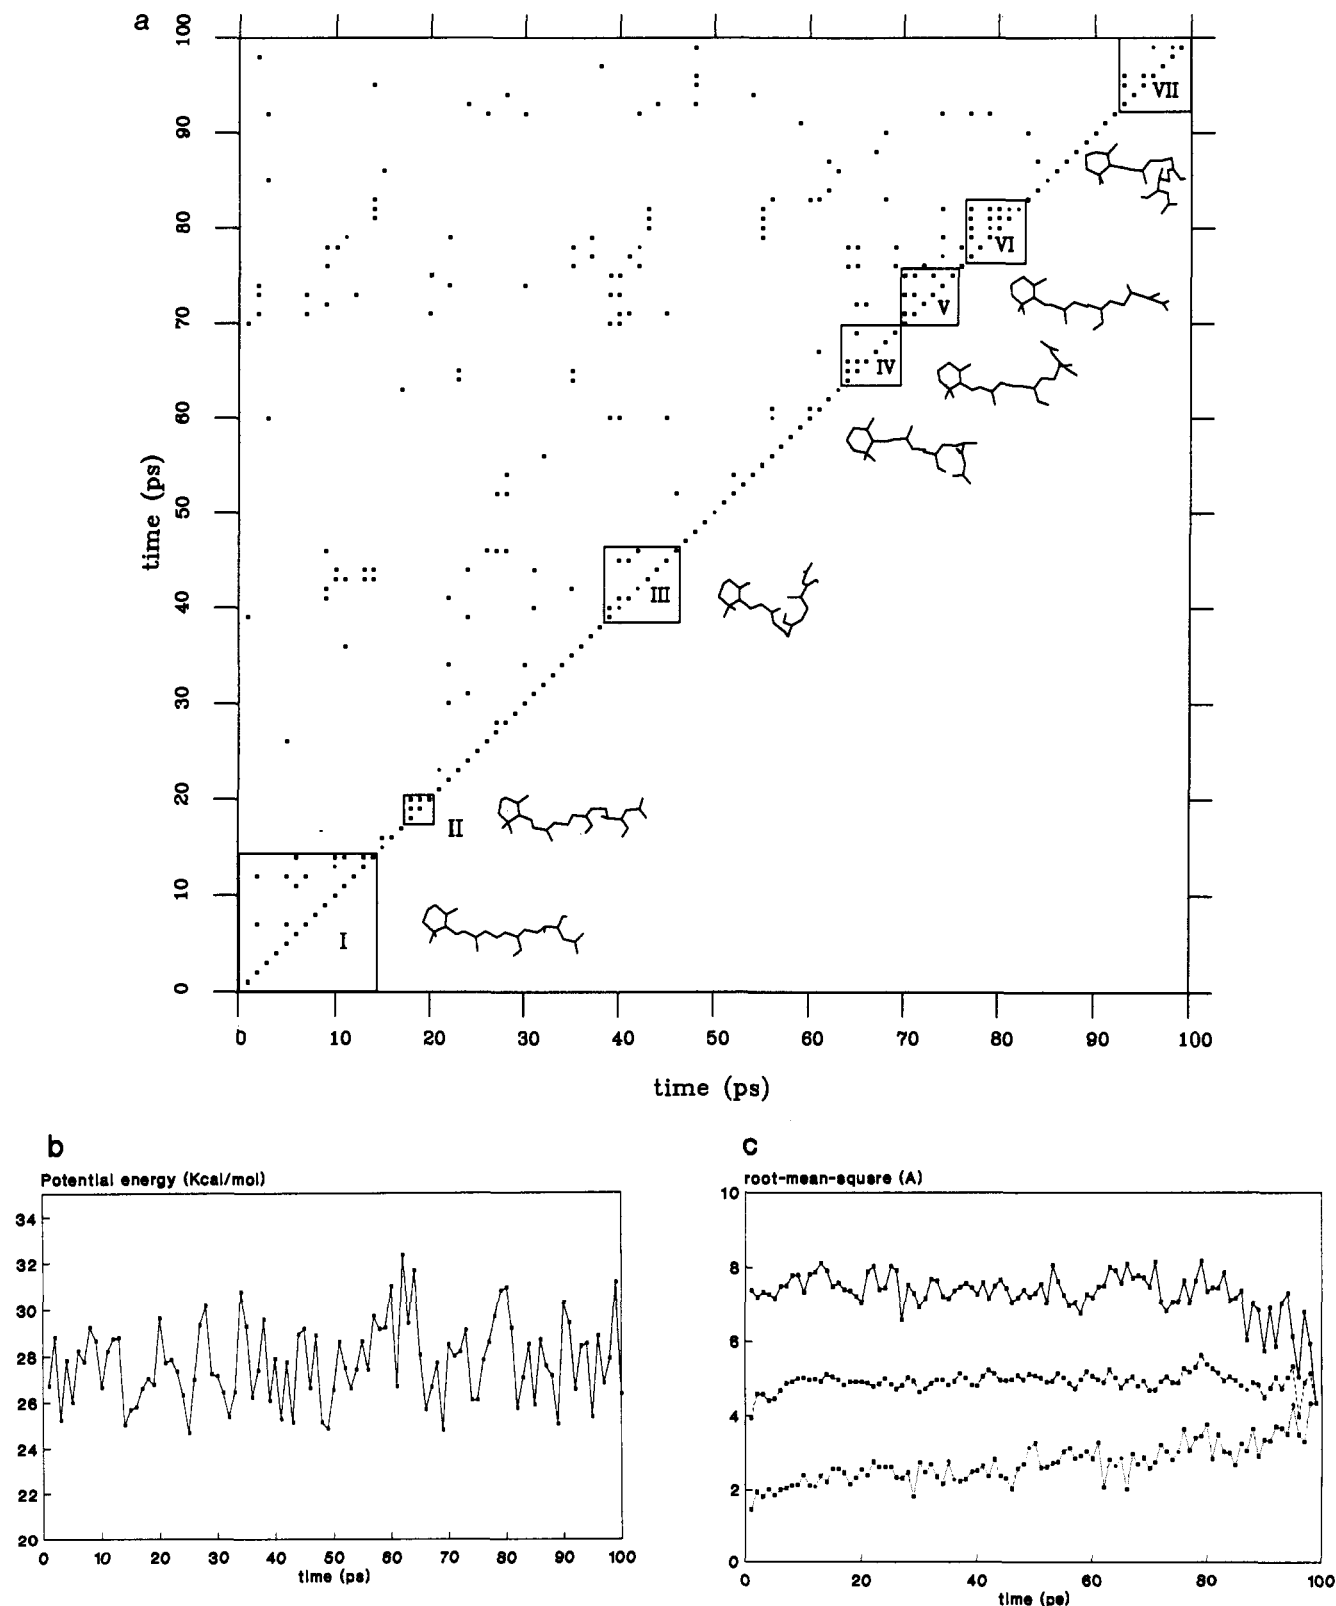 a
100
90
80
70
60
50
40
30
20
10
0
time (ps)
VII
VI
V
IV
III
II
I
0 10 20 30 40 50 60 70 80 90 100
time (ps)
b
Potential energy (Kcal/mol)
34
32
30
28
26
24
22
20
0 10 20 30 40 50 60 70 80 90 100
time (ps)
c
root-mean-square (A)
10
8
6
4
2
0
0 20 40 60 80 100
time (ps)